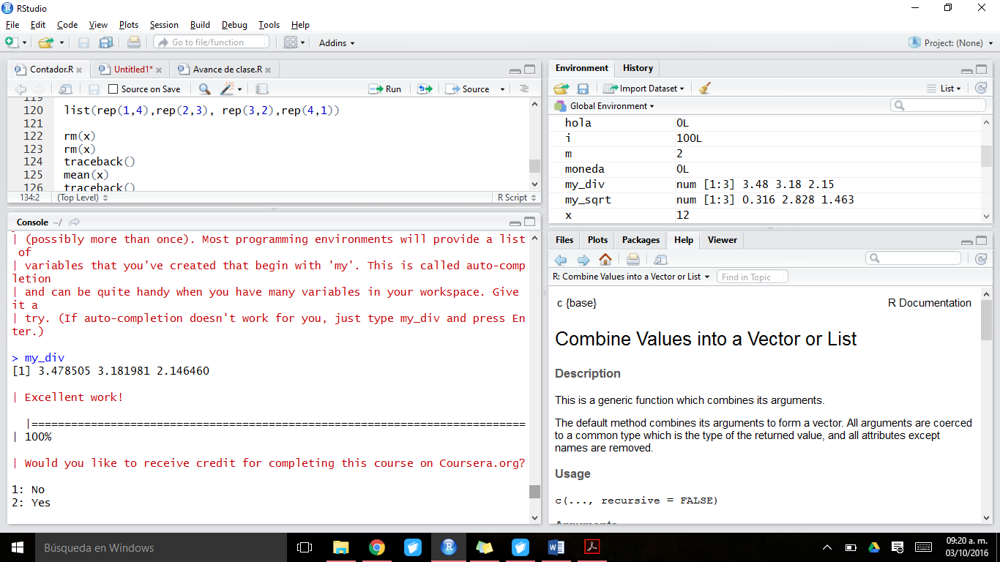 RStudio
File Edit Code View Plots Session Build Debug Tools Help
Go to file/function Addins Project: (None)
Contador.R Untitled1* Avance de clase.R
Source on Save Run Source
119
120 list(rep(1,4),rep(2,3), rep(3,2),rep(4,1))
121
122 rm(x)
123 rm(x)
124 traceback()
125 mean(x)
126 traceback()
134:2 (Top Level) R Script
Console ~/
| (possibly more than once). Most programming environments will provide a list
of
| variables that you've created that begin with 'my'. This is called auto-comp
letion
| and can be quite handy when you have many variables in your workspace. Give
it a
| try. (If auto-completion doesn't work for you, just type my_div and press En
ter.)
> my_div
[1] 3.478505 3.181981 2.146460
| Excellent work!
|===========================================================================
| 100%
| Would you like to receive credit for completing this course on Coursera.org?
1: No
2: Yes
Environment History
Import Dataset List
Global Environment
hola 0L
i 100L
m 2
moneda 0L
my_div num [1:3] 3.48 3.18 2.15
my_sqrt num [1:3] 0.316 2.828 1.463
x 12
Files Plots Packages Help Viewer
R: Combine Values into a Vector or List Find in Topic
c {base} R Documentation
Combine Values into a Vector or List
Description
This is a generic function which combines its arguments.
The default method combines its arguments to form a vector. All arguments are coerced
to a common type which is the type of the returned value, and all attributes except
names are removed.
Usage
c(..., recursive = FALSE)
Arguments
Búsqueda en Windows
09:20 a. m.
03/10/2016